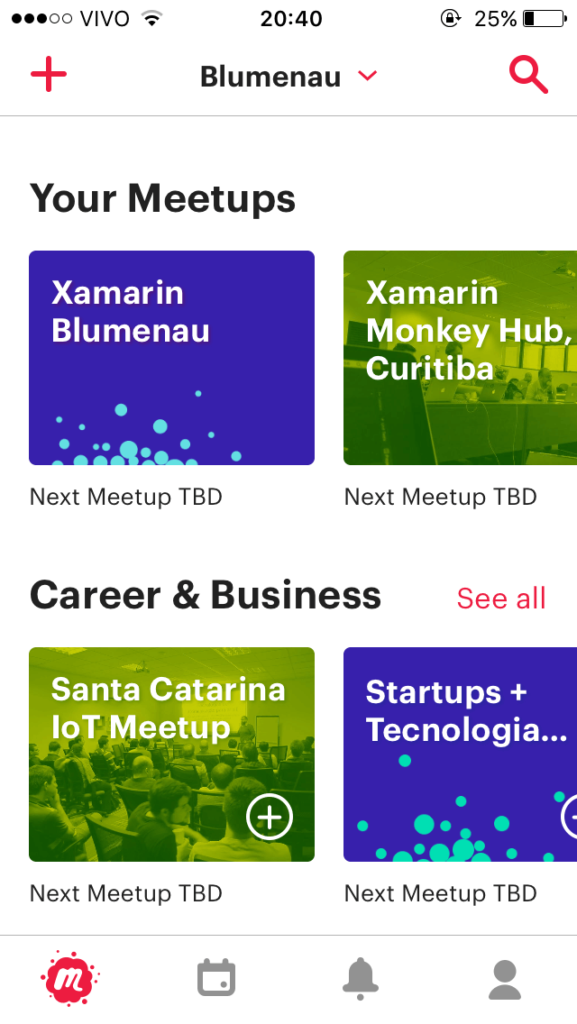 VIVO 20:40 25%
Blumenau
Your Meetups
Xamarin
Blumenau
Xamarin
Monkey Hub,
Curitiba
Next Meetup TBD
Next Meetup TBD
Career & Business
See all
Santa Catarina
IoT Meetup
Startups +
Tecnologia...
Next Meetup TBD
Next Meetup TBD
m